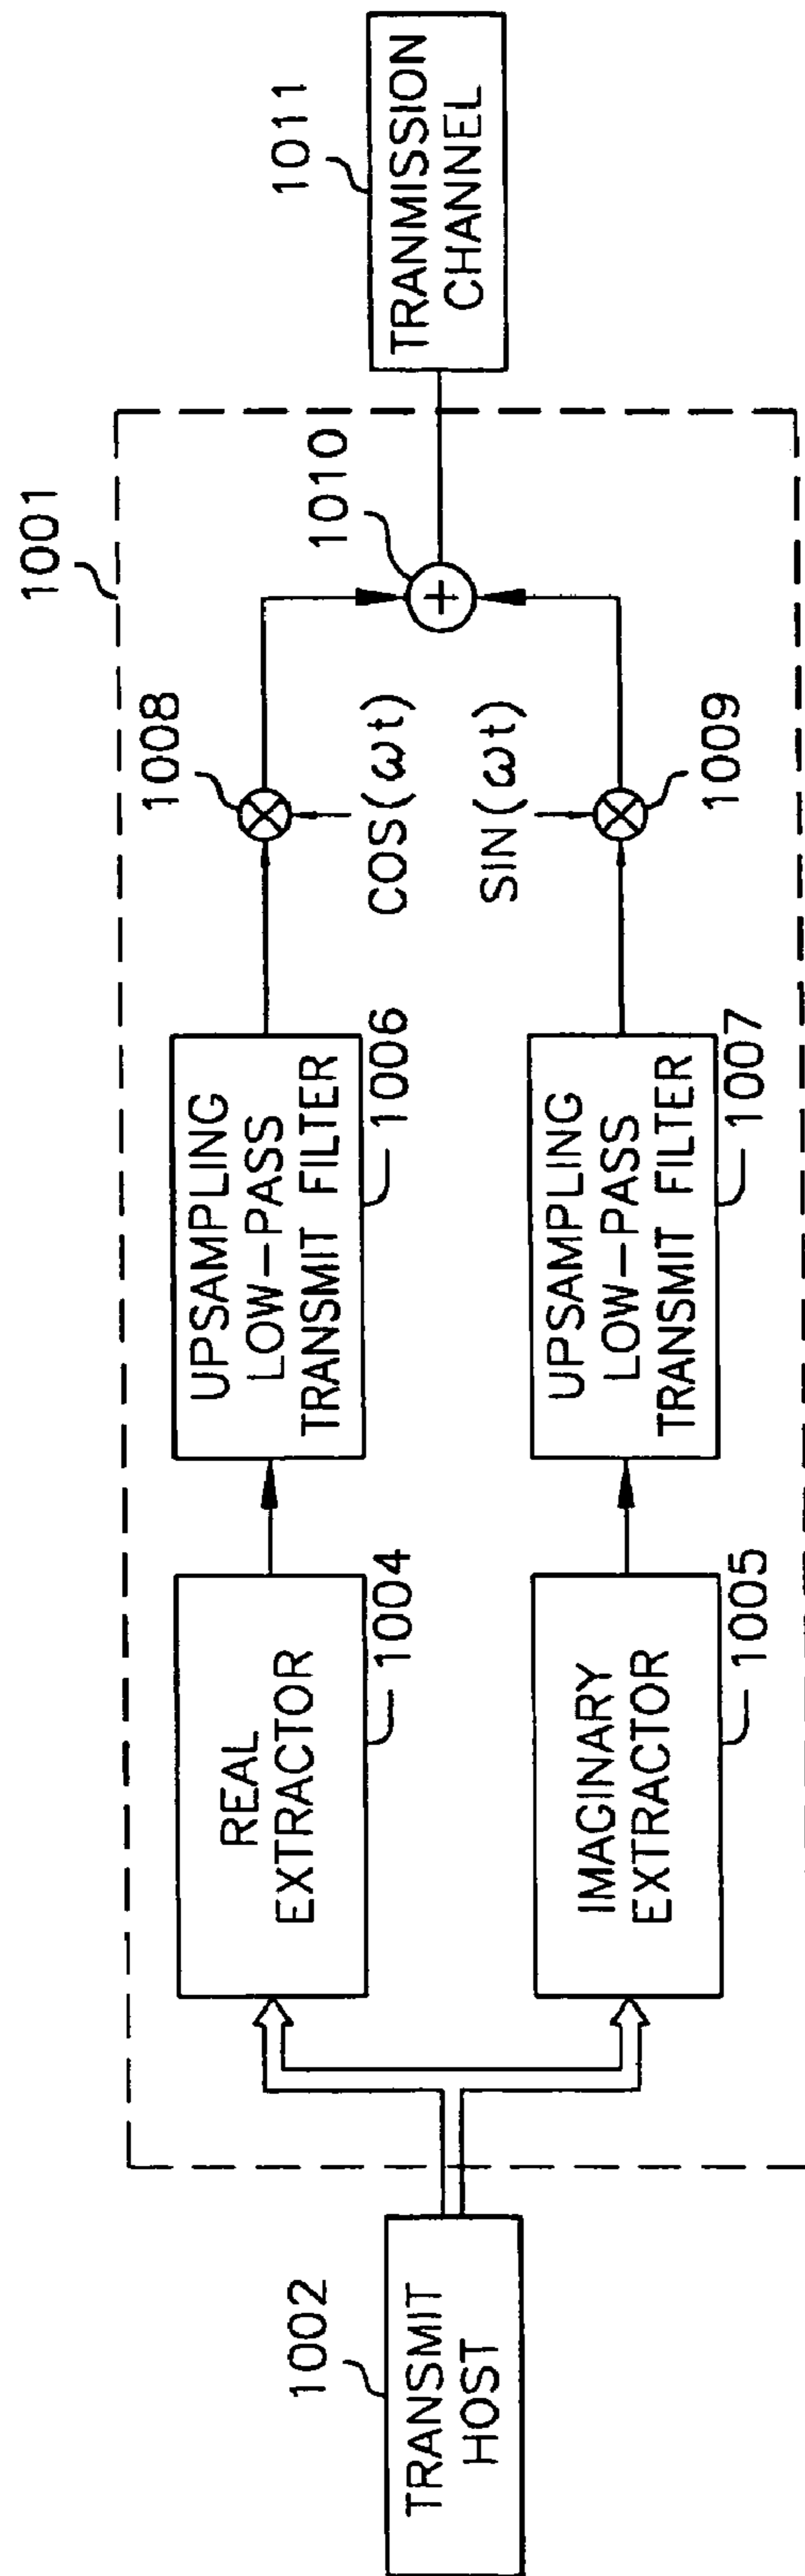 1001
1002
TRANSMIT
HOST
REAL
EXTRACTOR
1004
IMAGINARY
EXTRACTOR
1005
UPSAMPLING
LOW-PASS
TRANSMIT FILTER
1006
UPSAMPLING
LOW-PASS
TRANSMIT FILTER
1007
1008
COS(ωt)
SIN(ωt)
1009
1010
1011
TRANMISSION
CHANNEL